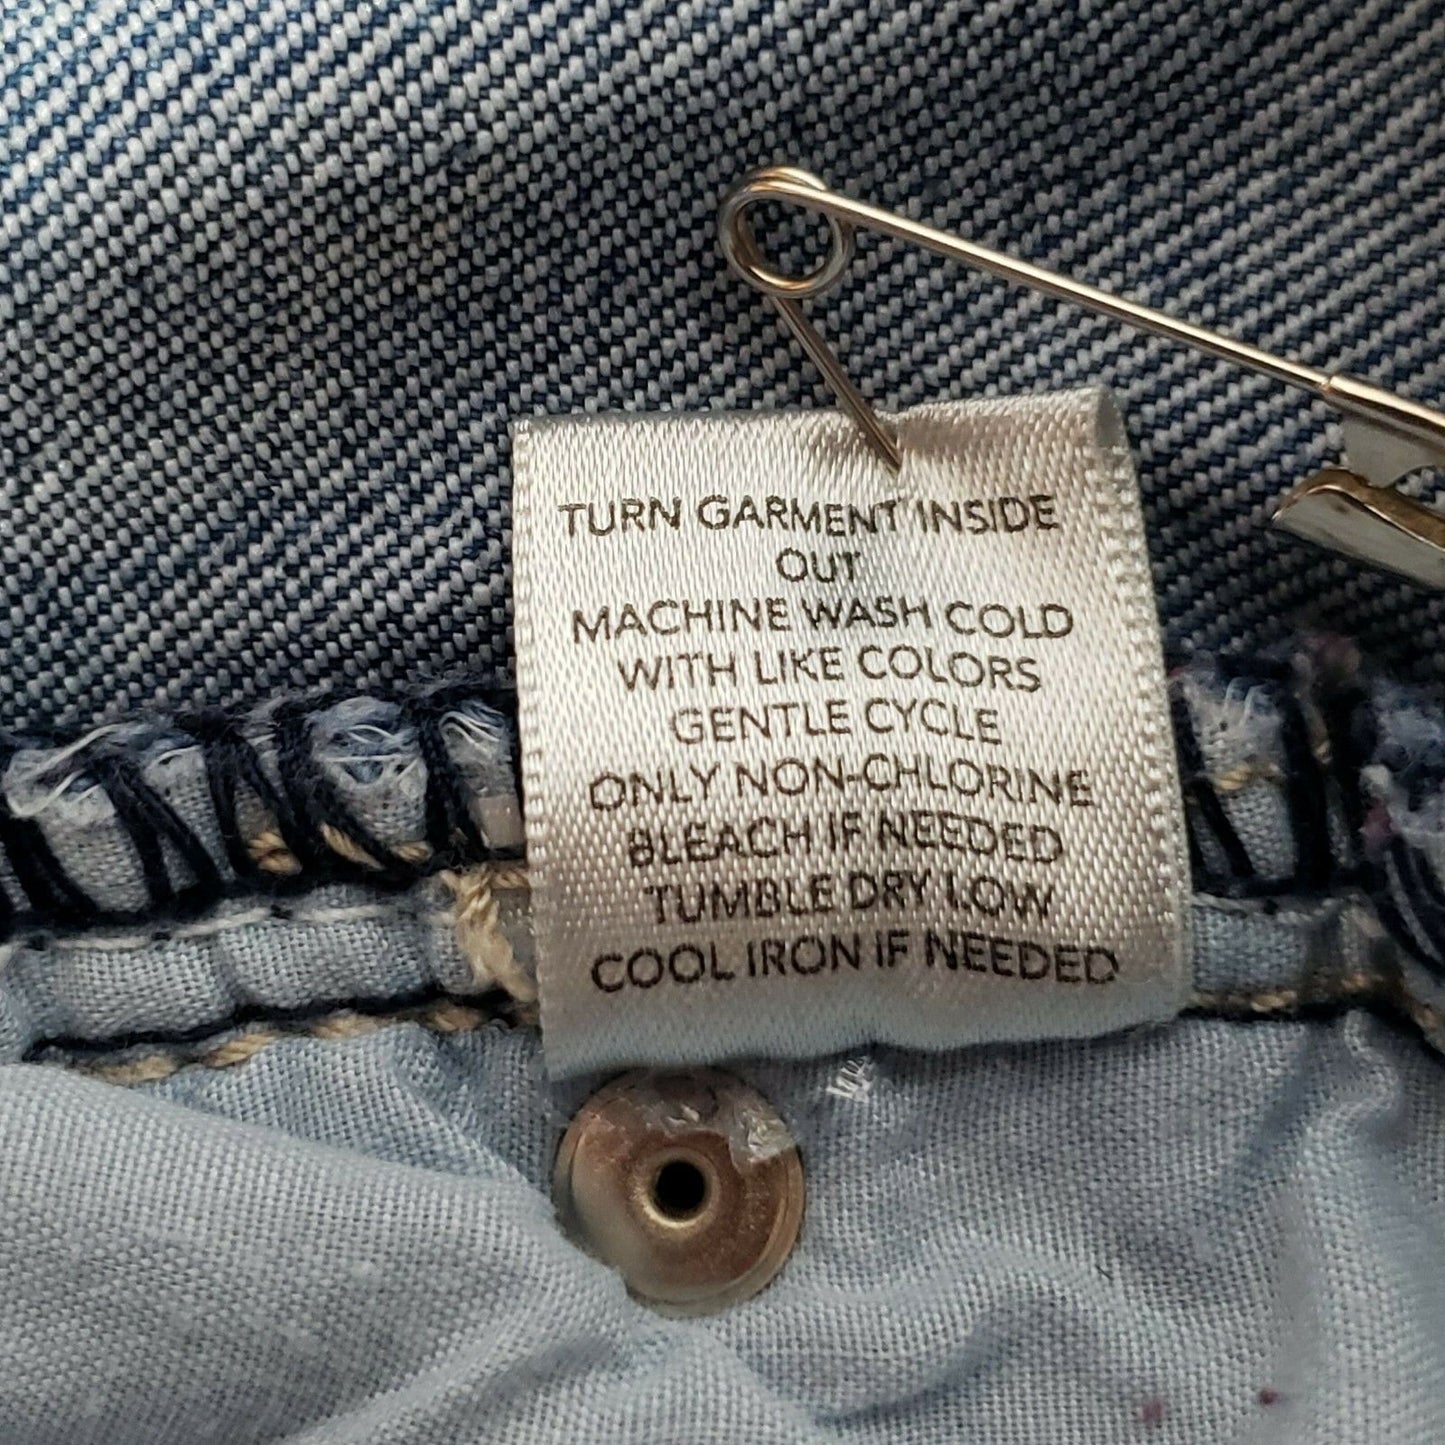 TURN GARMENT INSIDE
OUT
MACHINE WASH COLD
WITH LIKE COLORS
GENTLE CYCLE
ONLY NON-CHLORINE
BLEACH IF NEEDED
TUMBLE DRY LOW
COOL IRON IF NEEDED